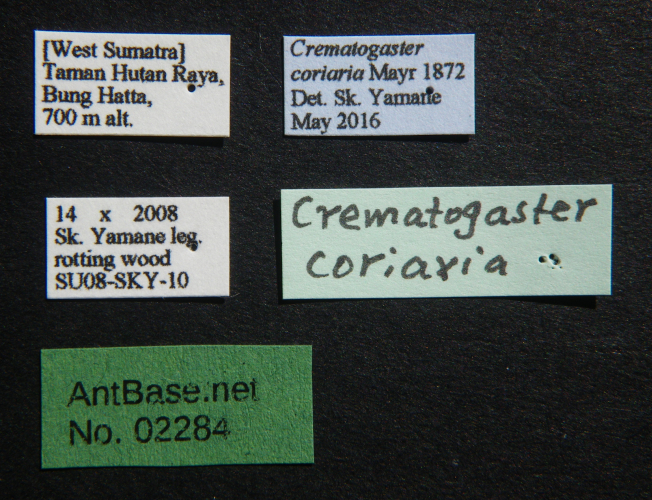 [West Sumatra]
Taman Hutan Raya,
Bung Hatta,
700 m alt.
Crematogaster
coriaria Mayr 1872
Det. Sk. Yamane
May 2016
14 x 2008
Sk. Yamane leg.
rotting wood
SU08-SKY-10
Crematogaster
coriaria
AntBase.net
No. 02284